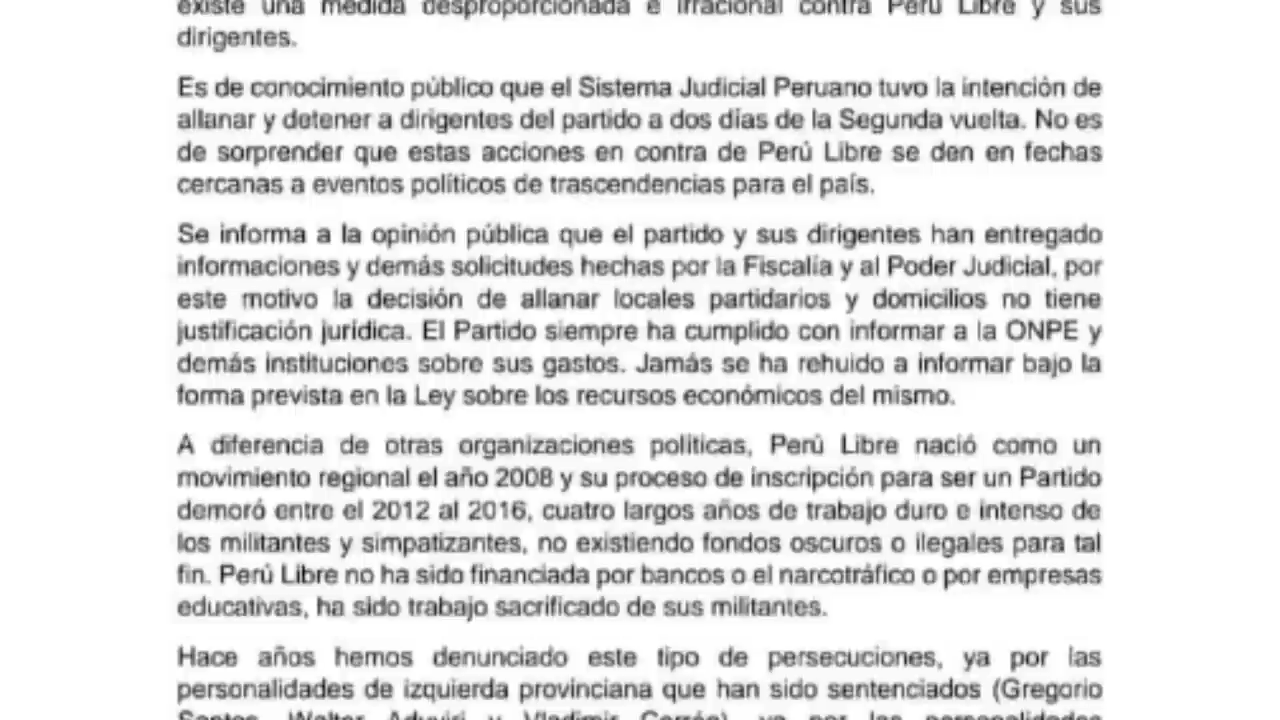 existe una medida desproporcionada e irracional contra Perú Libre y sus
dirigentes.
Es de conocimiento público que el Sistema Judicial Peruano tuvo la intención de
allanar y detener a dirigentes del partido a dos días de la Segunda vuelta. No es
de sorprender que estas acciones en contra de Perú Libre se den en fechas
cercanas a eventos políticos de trascendencias para el país.
Se informa a la opinión pública que el partido y sus dirigentes han entregado
informaciones y demás solicitudes hechas por la Fiscalía y al Poder Judicial, por
este motivo la decisión de allanar locales partidarios y domicilios no tiene
justificación jurídica. El Partido siempre ha cumplido con informar a la ONPE y
demás instituciones sobre sus gastos. Jamás se ha rehuido a informar bajo la
forma prevista en la Ley sobre los recursos económicos del mismo.
A diferencia de otras organizaciones políticas, Perú Libre nació como un
movimiento regional el año 2008 y su proceso de inscripción para ser un Partido
demoró entre el 2012 al 2016, cuatro largos años de trabajo duro e intenso de
los militantes y simpatizantes, no existiendo fondos oscuros o ilegales para tal
fin. Perú Libre no ha sido financiada por bancos o el narcotráfico o por empresas
educativas, ha sido trabajo sacrificado de sus militantes.
Hace años hemos denunciado este tipo de persecuciones, ya por las
personalidades de izquierda provinciana que han sido sentenciados (Gregorio
Santos, Walter Aduviri y Vladimir Cerrón), ya por las personalidades